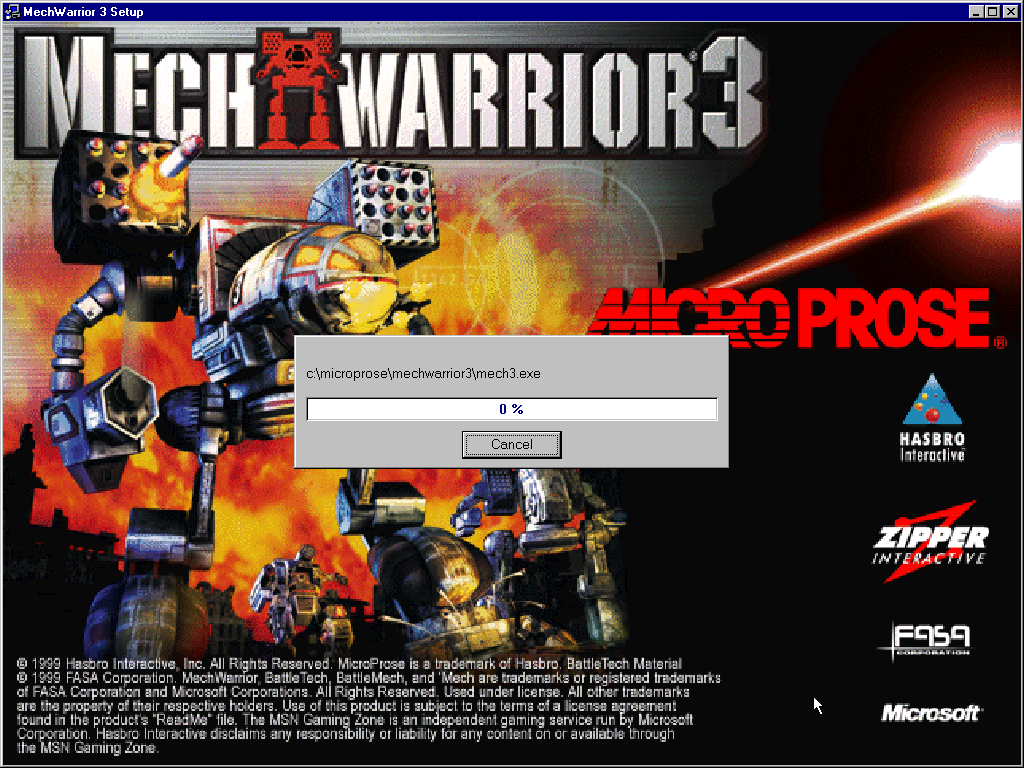 MechWarrior 3 Setup
MECHWARRIOR 3
MICROPROSE®
c:\microprose\mechwarrior3\mech3.exe
0 %
Cancel
HASBRO
Interactive
ZIPPER
INTERACTIVE
FASA
CORPORATION
Microsoft
© 1999 Hasbro Interactive, Inc. All Rights Reserved. MicroProse is a trademark of Hasbro. BattleTech Material
© 1999 FASA Corporation. MechWarrior, BattleTech, BattleMech, and 'Mech are trademarks or registered trademarks
of FASA Corporation and Microsoft Corporations. All Rights Reserved. Used under license. All other trademarks
are the property of their respective holders. Use of this product is subject to the terms of a license agreement
found in the product's "ReadMe" file. The MSN Gaming Zone is an independent gaming service run by Microsoft
Corporation. Hasbro Interactive disclaims any responsibility or liability for any content on or available through
the MSN Gaming Zone.